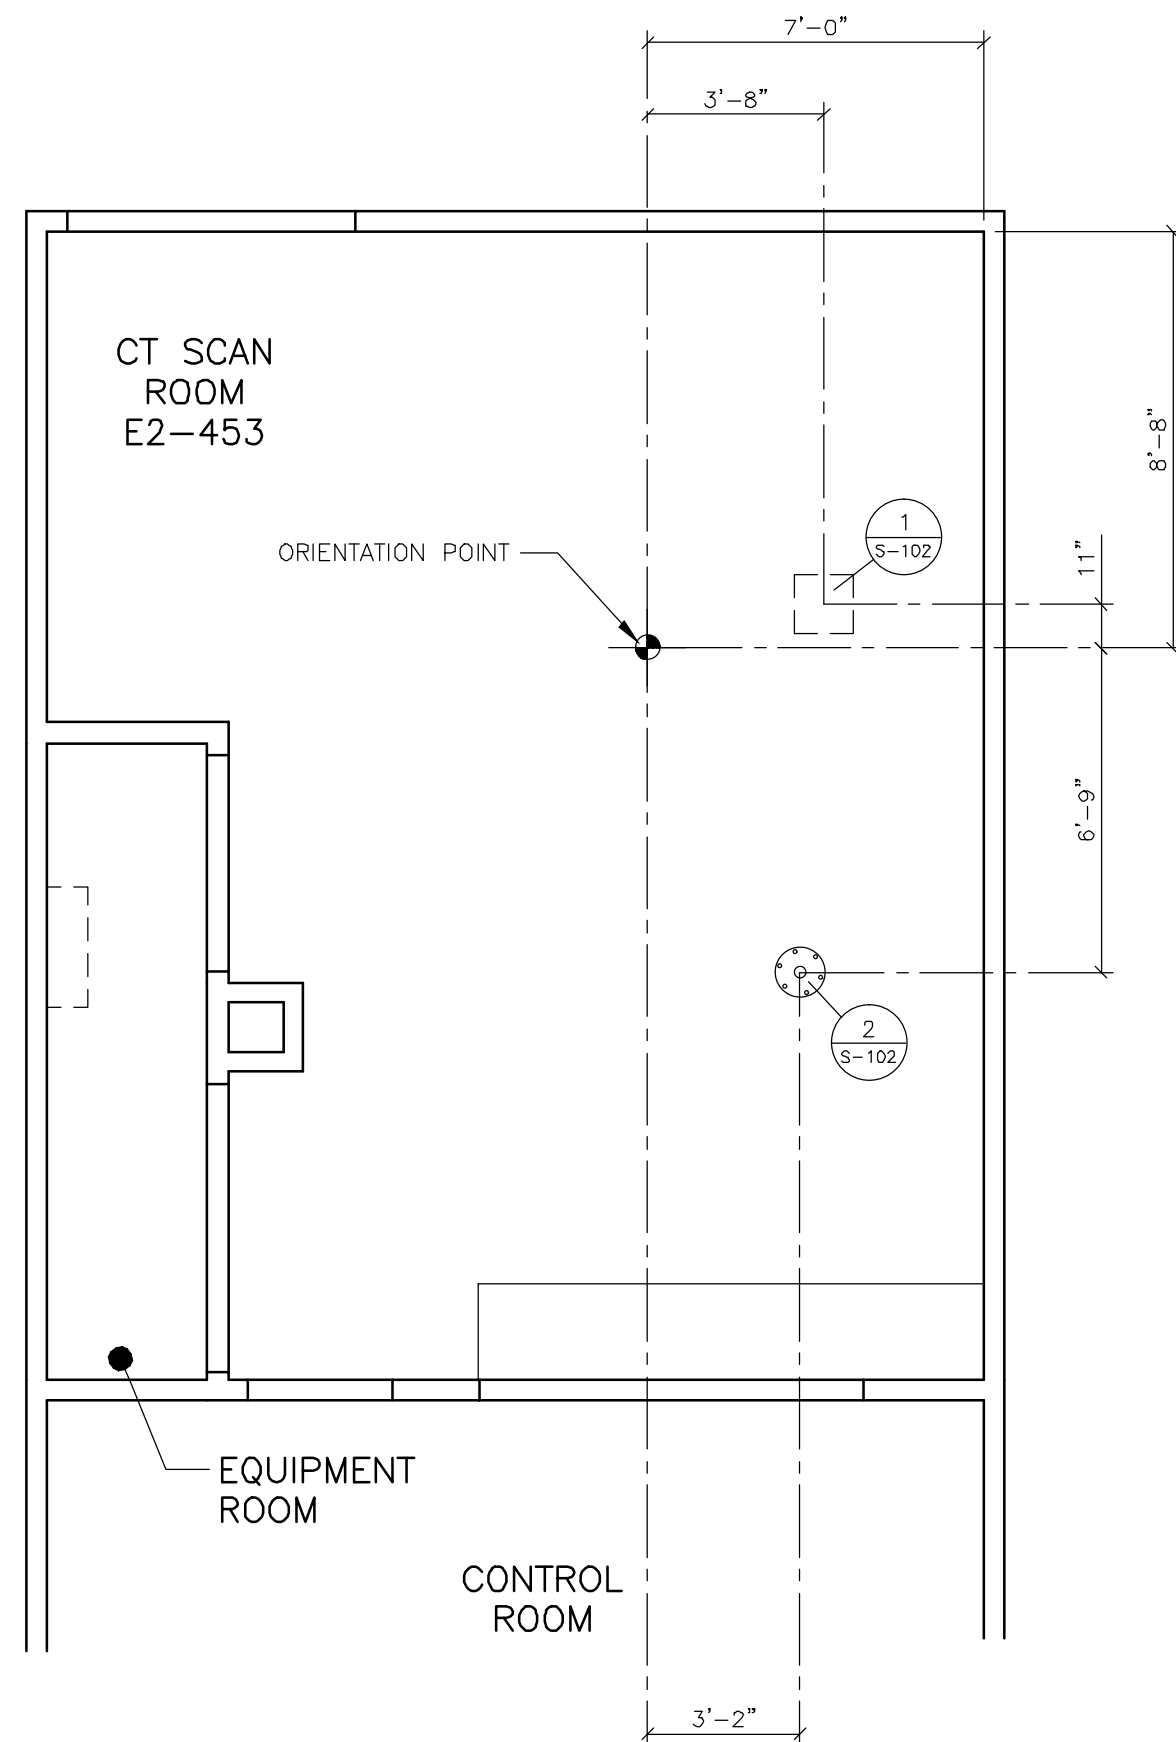 7'-0"
3'-8"
CT SCAN
ROOM
E2-453
8'-8"
1
S-102
11"
ORIENTATION POINT
6'-9"
2
S-102
EQUIPMENT
ROOM
CONTROL
ROOM
3'-2"